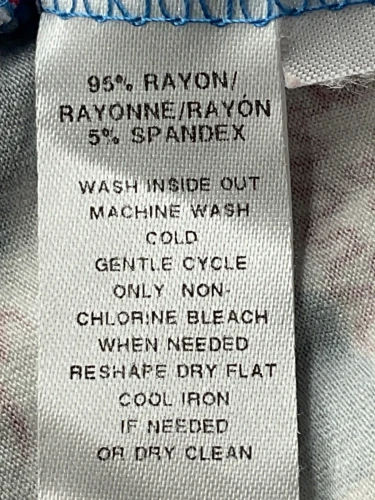 95% RAYON/
RAYONNE/RAYÓN
5% SPANDEX
WASH INSIDE OUT
MACHINE WASH
COLD
GENTLE CYCLE
ONLY NON-
CHLORINE BLEACH
WHEN NEEDED
RESHAPE DRY FLAT
COOL IRON
IF NEEDED
OR DRY CLEAN